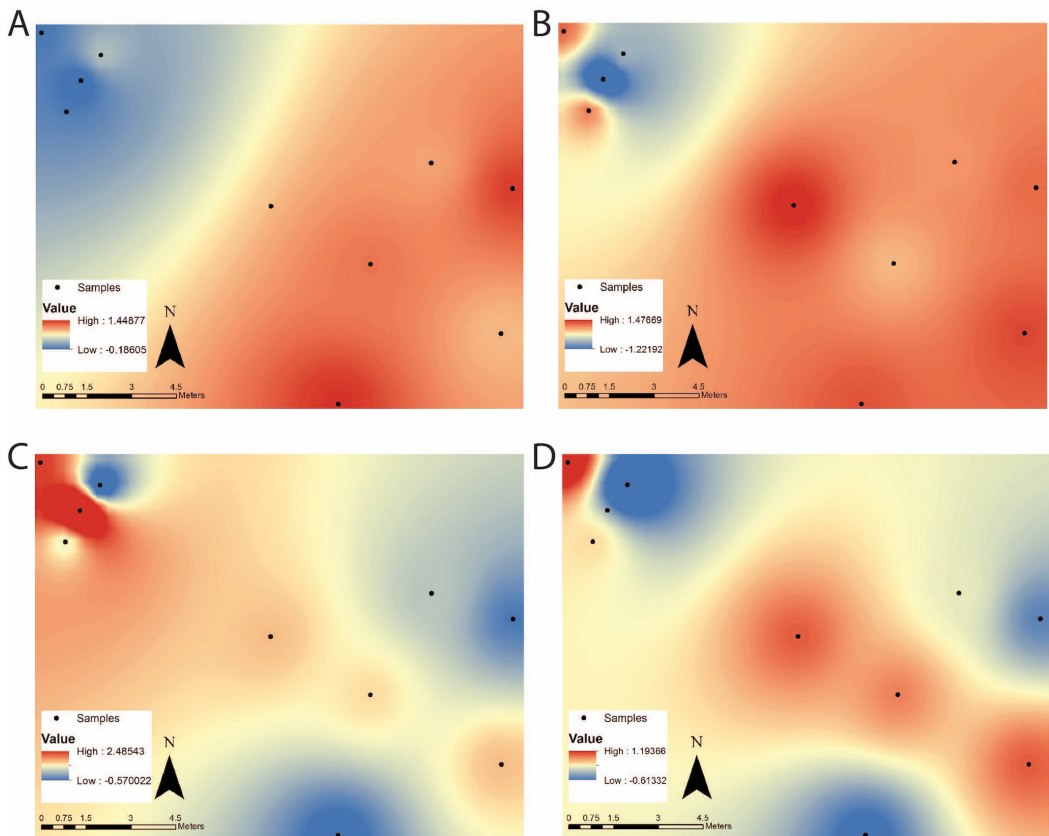 A
Samples
Value
High : 1.44877
Low : -0.18605
N
0 0.75 1.5 3 4.5
Meters
B
Samples
Value
High : 1.47669
Low : -1.22192
N
0 0.75 1.5 3 4.5
Meters
C
Samples
Value
High : 2.48543
Low : -0.570022
N
0 0.75 1.5 3 4.5
Meters
D
Samples
Value
High : 1.19366
Low : -0.61332
N
0 0.75 1.5 3 4.5
Meters